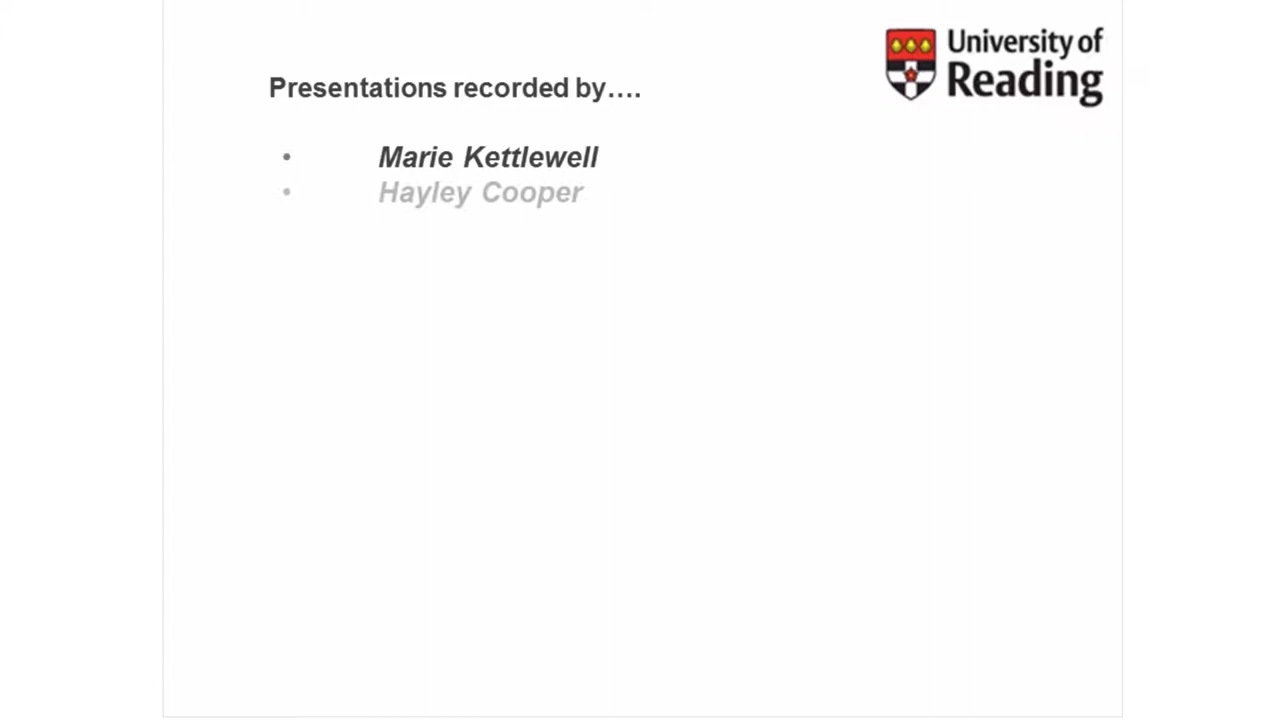 University of
Reading
Presentations recorded by….
• Marie Kettlewell
• Hayley Cooper